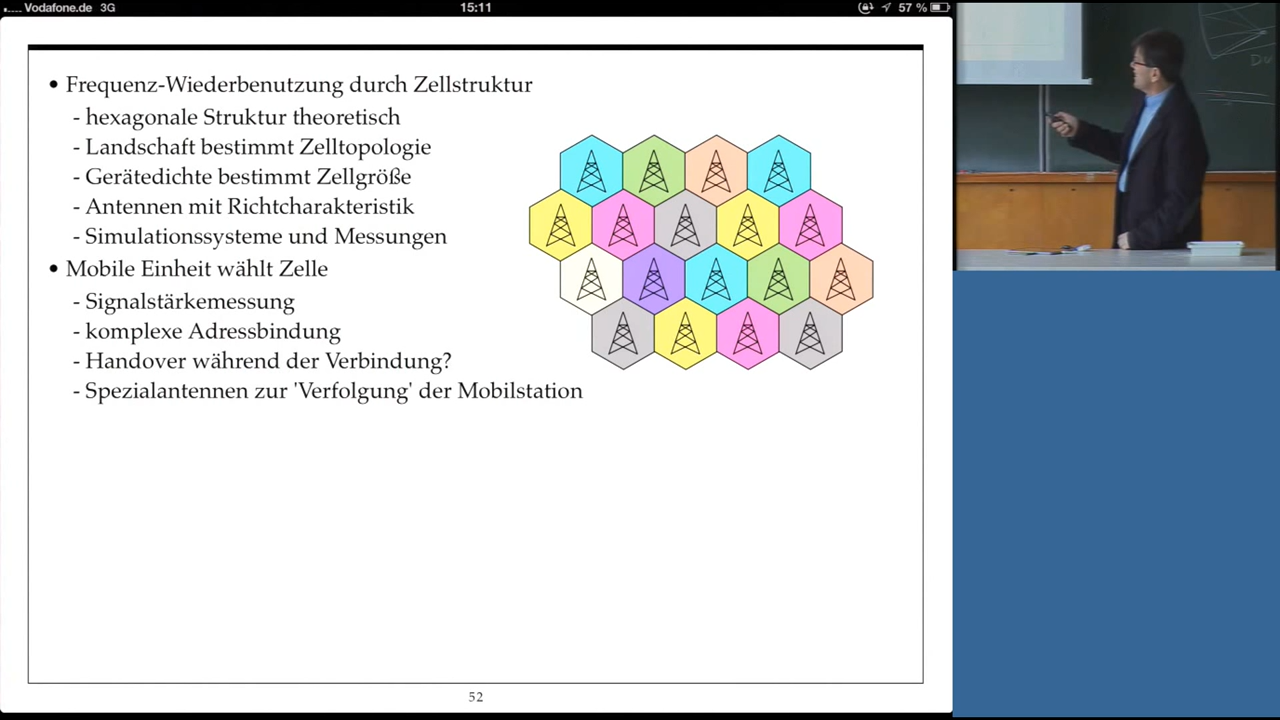 Vodafone.de 3G 15:11 57 %
• Frequenz-Wiederbenutzung durch Zellstruktur
- hexagonale Struktur theoretisch
- Landschaft bestimmt Zelltopologie
- Gerätedichte bestimmt Zellgröße
- Antennen mit Richtcharakteristik
- Simulationssysteme und Messungen
• Mobile Einheit wählt Zelle
- Signalstärkemessung
- komplexe Adressbindung
- Handover während der Verbindung?
- Spezialantennen zur 'Verfolgung' der Mobilstation
52